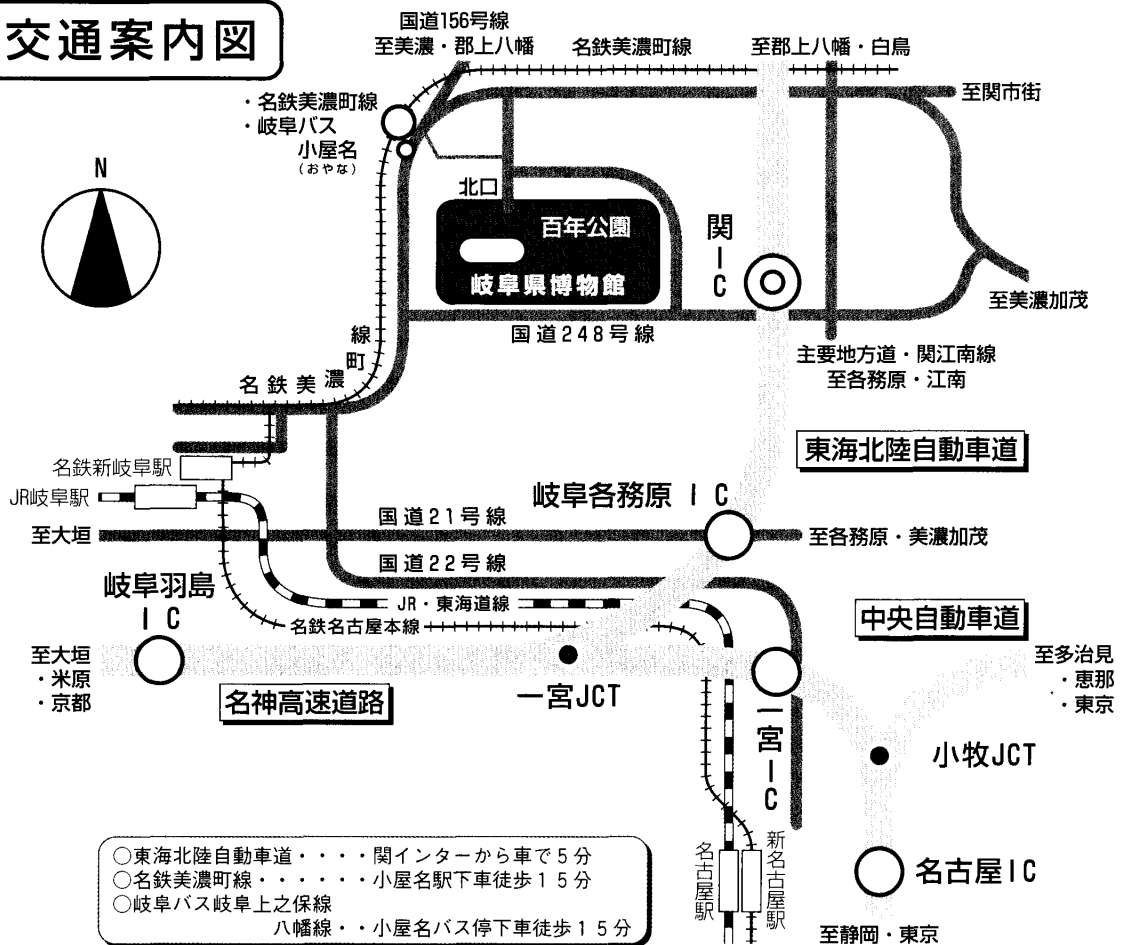 交通案内図
国道156号線
至美濃・郡上八幡
名鉄美濃町線
至郡上八幡・白鳥
至関市街
・名鉄美濃町線
・岐阜バス
小屋名
(おやな)
N
北口
百年公園
岐阜県博物館
関IC
至美濃加茂
国道248号線
主要地方道・関江南線
至各務原・江南
名鉄美濃町線
東海北陸自動車道
名鉄新岐阜駅
JR岐阜駅
岐阜各務原IC
国道21号線
至大垣
至各務原・美濃加茂
国道22号線
岐阜羽島
IC
JR・東海道線
名鉄名古屋本線
中央自動車道
至大垣
・米原
・京都
至多治見
・恵那
・東京
名神高速道路
一宮JCT
一宮IC
小牧JCT
名古屋駅
新名古屋駅
名古屋IC
至静岡・東京
○東海北陸自動車道・・・・関インターから車で5分
○名鉄美濃町線・・・・・・小屋名駅下車徒歩15分
○岐阜バス岐阜上之保線
八幡線・・小屋名バス停下車徒歩15分